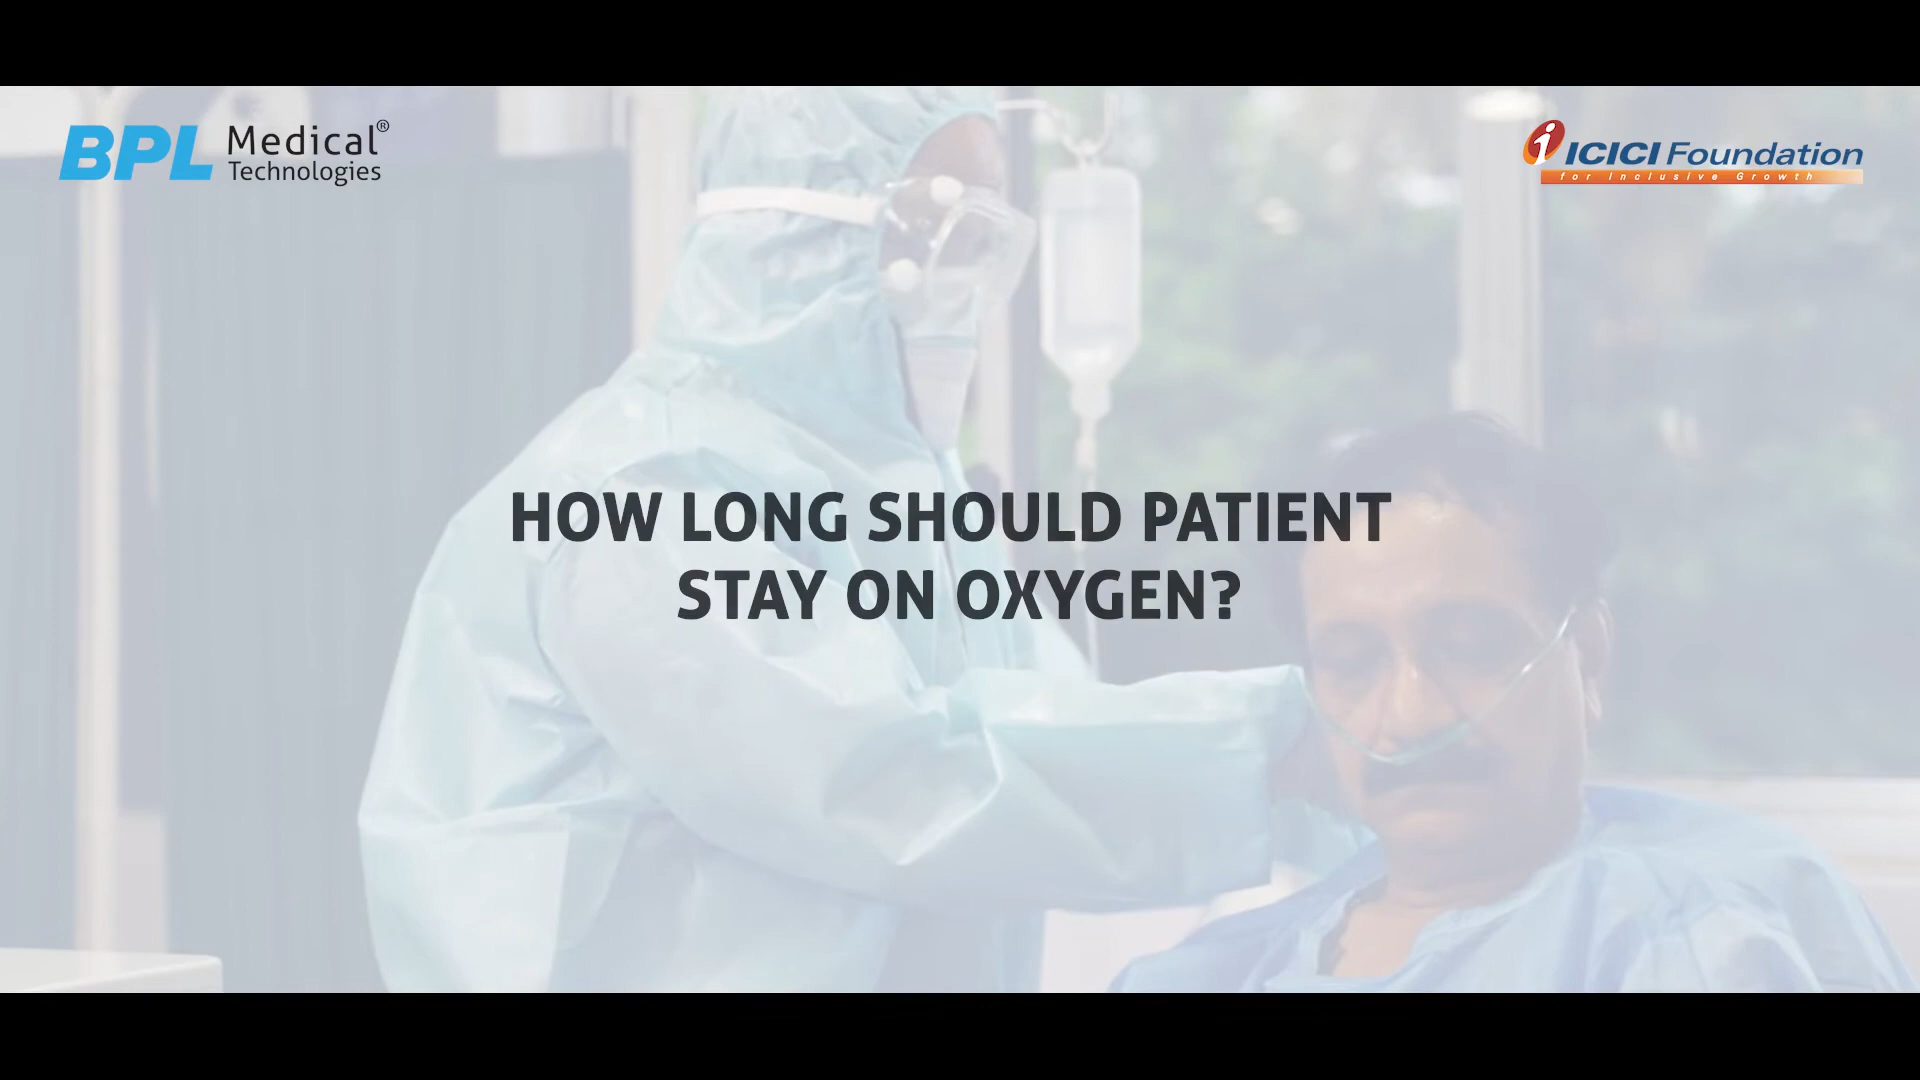 BPL Medical®
Technologies
i ICICI Foundation
for Inclusive Growth
HOW LONG SHOULD PATIENT
STAY ON OXYGEN?